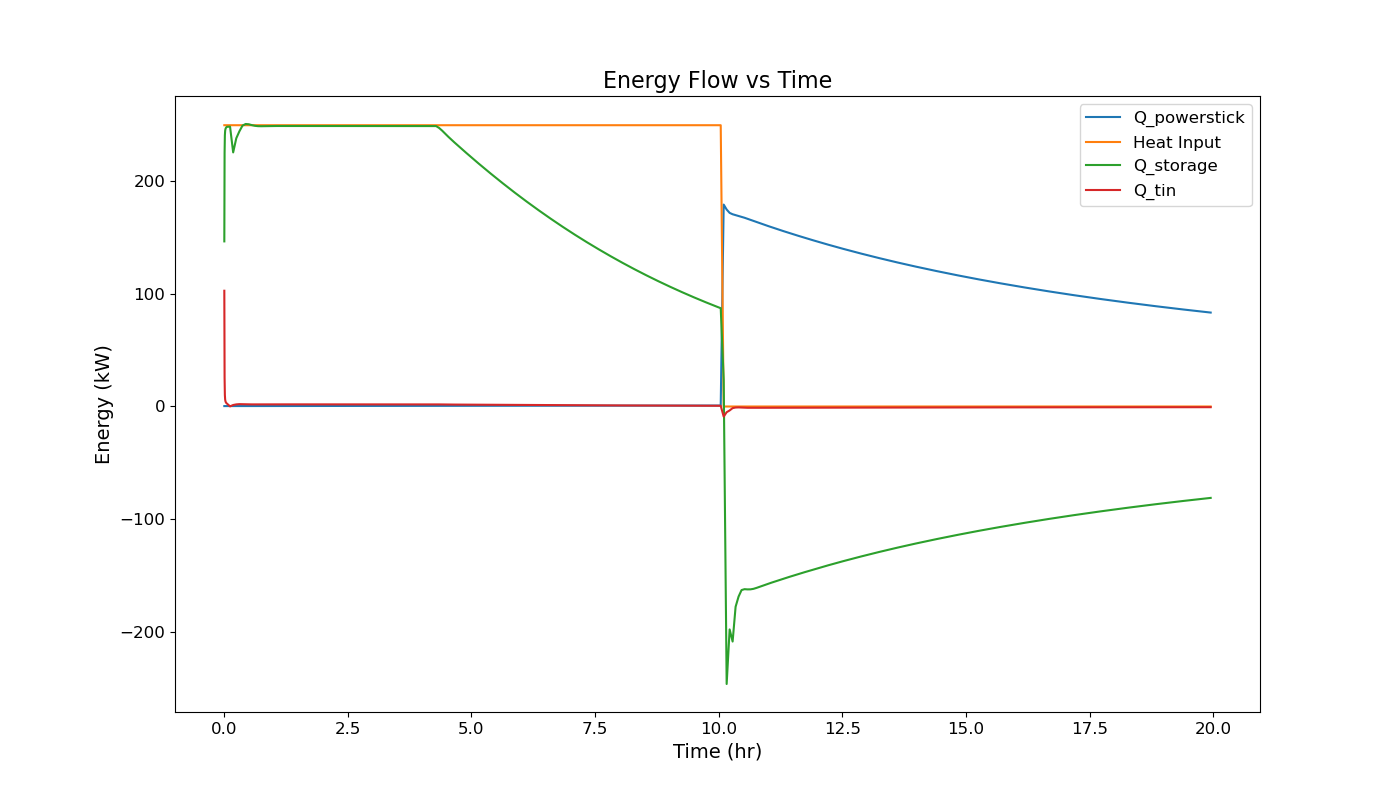 Energy Flow vs Time
Q_powerstick
Heat Input
Q_storage
Q_tin
Energy (kW)
200
100
0
−100
−200
0.0 2.5 5.0 7.5 10.0 12.5 15.0 17.5 20.0
Time (hr)